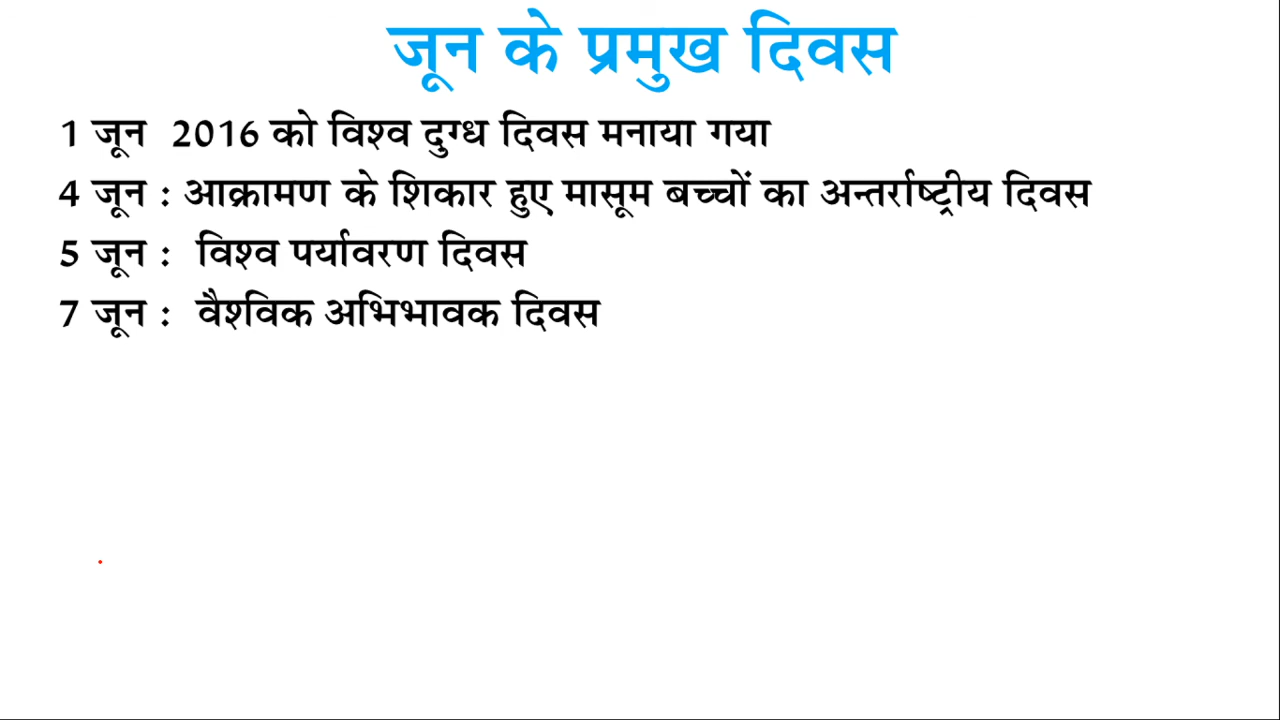 जून के प्रमुख दिवस
1 जून 2016 को विश्व दुग्ध दिवस मनाया गया
4 जून : आक्रामण के शिकार हुए मासूम बच्चों का अन्तर्राष्ट्रीय दिवस
5 जून : विश्व पर्यावरण दिवस
7 जून : वैश्विक अभिभावक दिवस